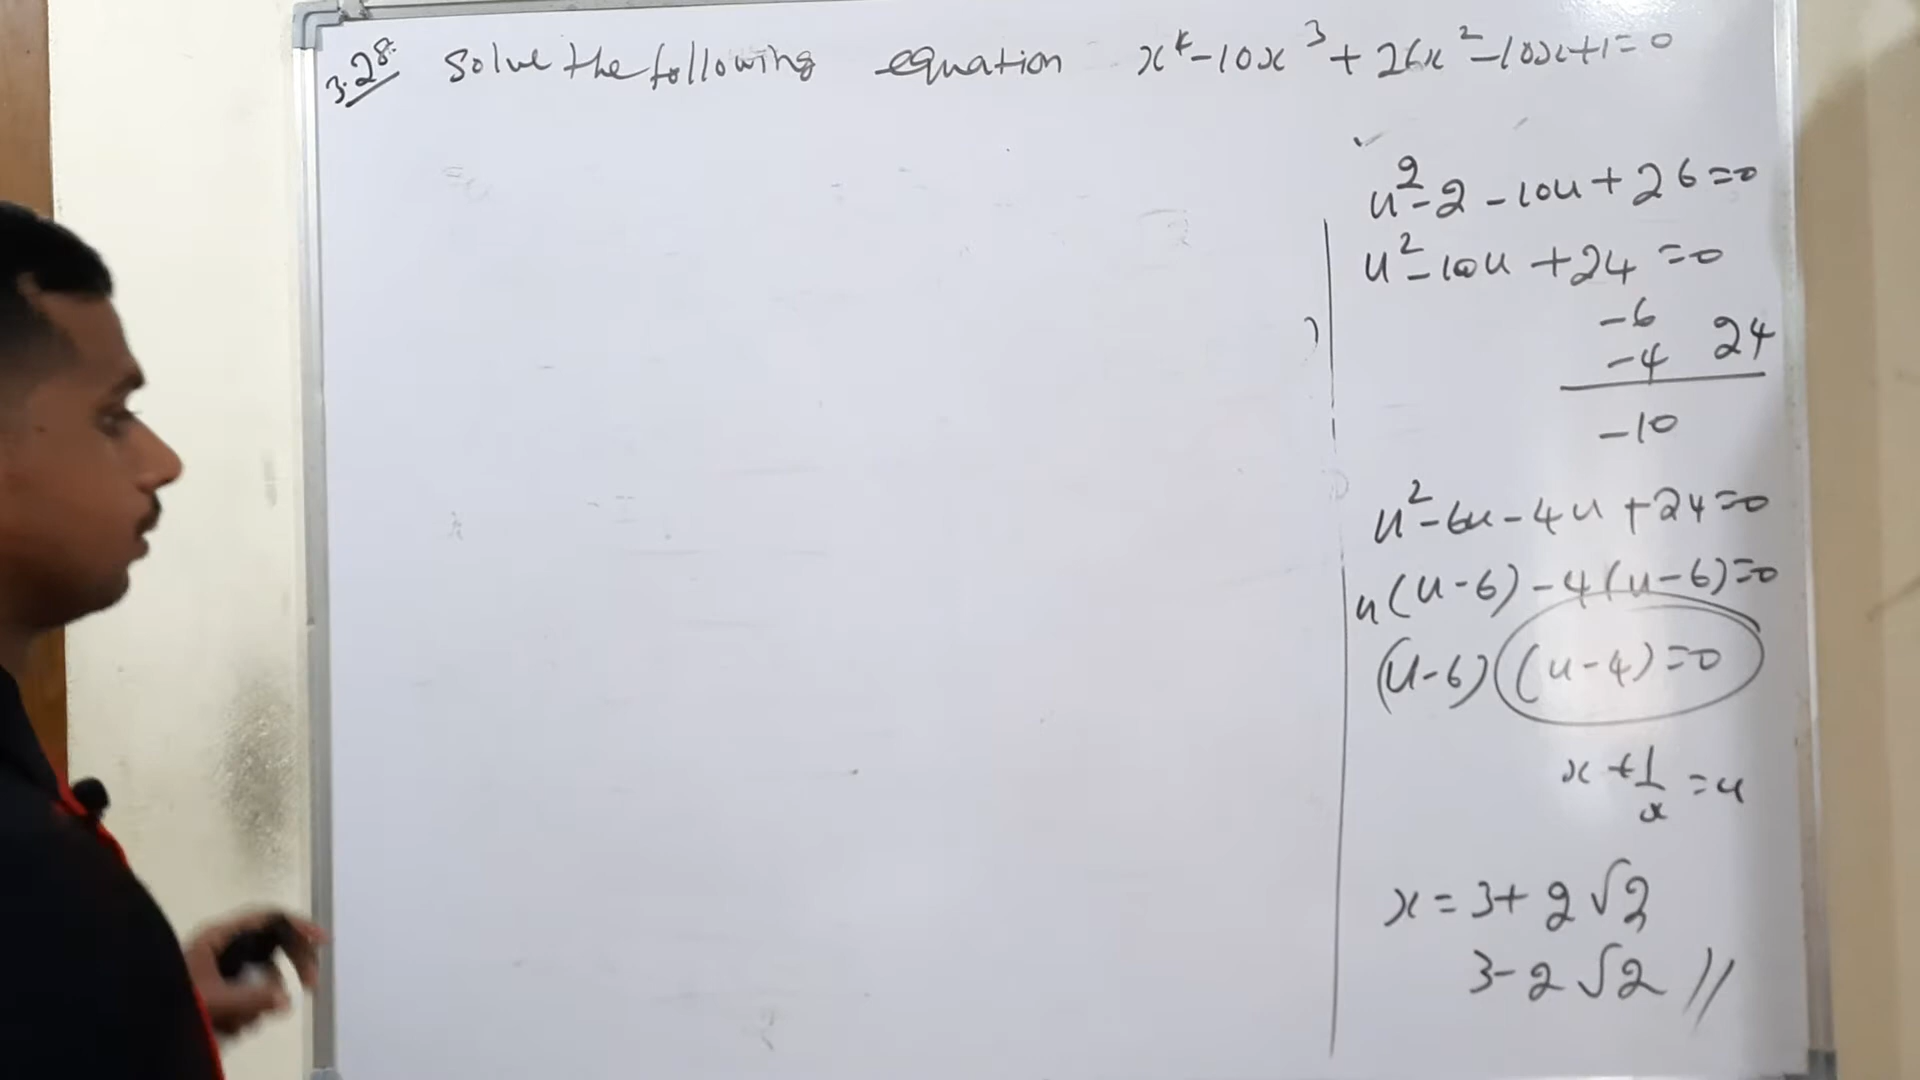 3.28. Solve the following equation x⁴-10x³+26x²-10x+1=0
u²-2-10u+26=0
u²-10u+24=0
-6
-4 24
-10
u²-6u-4u+24=0
u(u-6)-4(u-6)=0
(u-6)(u-4)=0
x+1/x=4
x=3+2√2
3-2√2 //